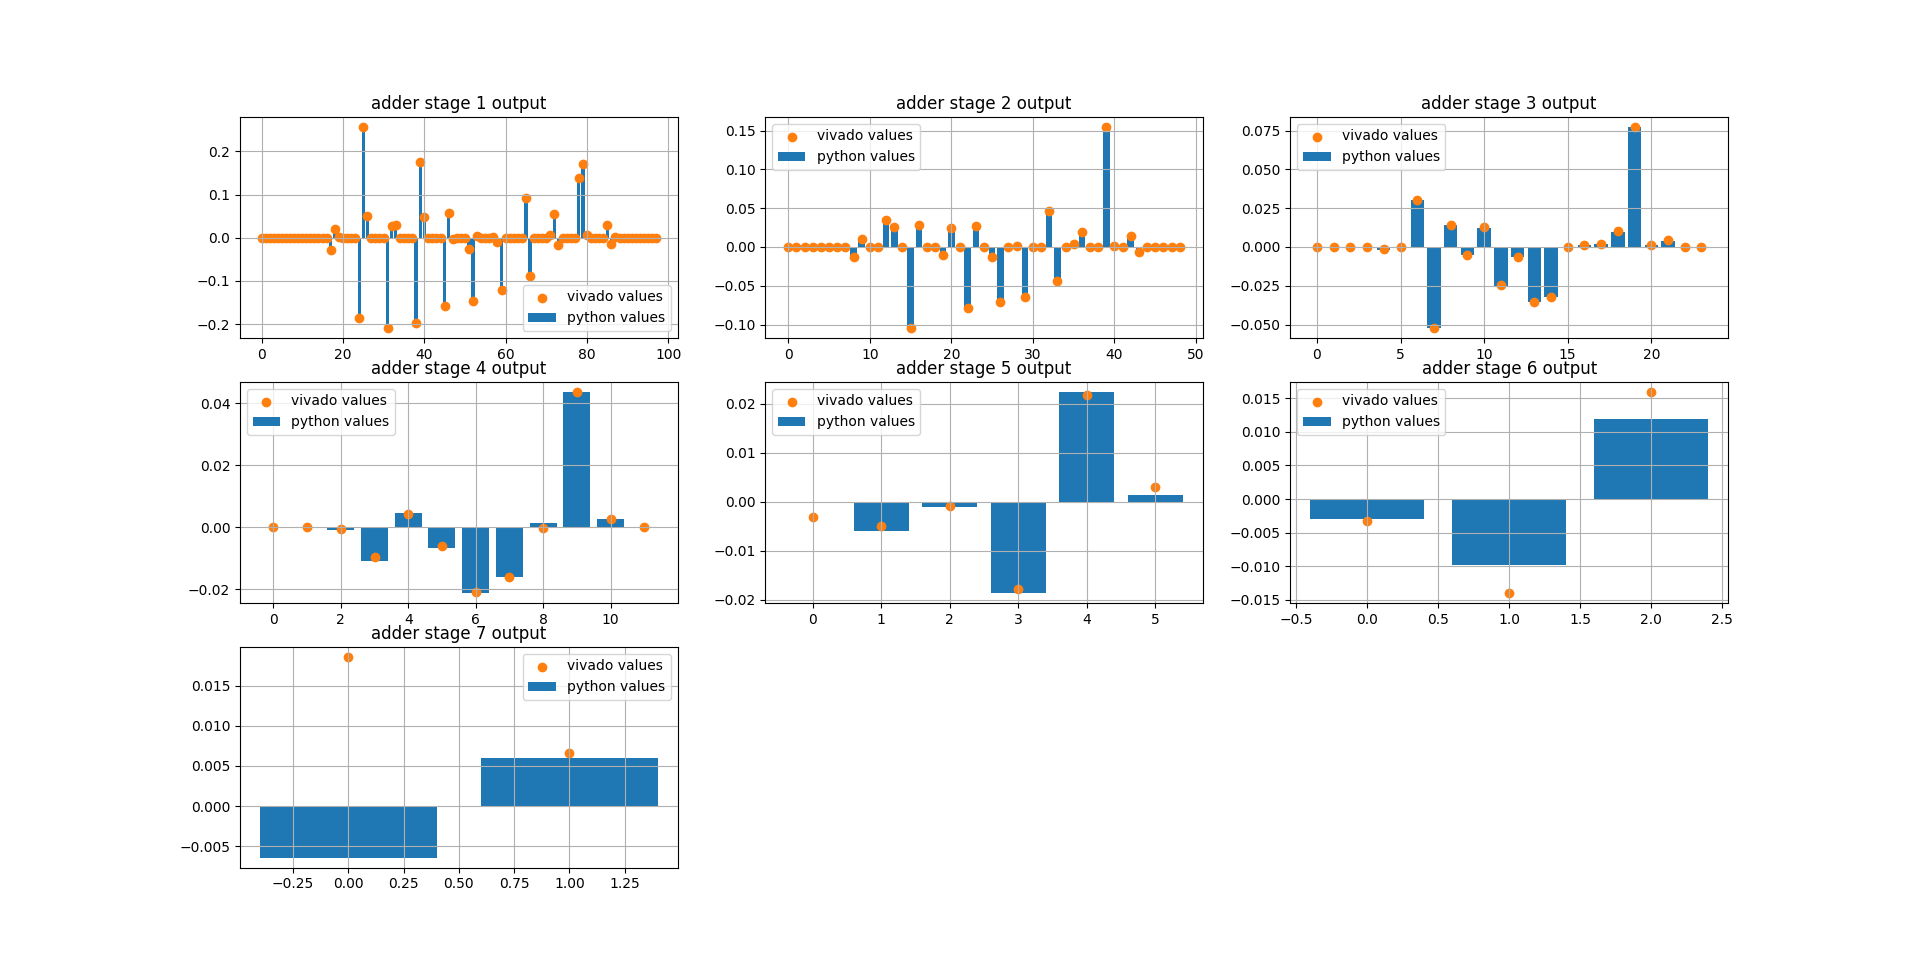 adder stage 1 output
0.2
0.1
0.0
−0.1
−0.2
vivado values
python values
0 20 40 60 80 100
adder stage 2 output
0.15
0.10
0.05
0.00
−0.05
−0.10
vivado values
python values
0 10 20 30 40 50
adder stage 3 output
0.075
0.050
0.025
0.000
−0.025
−0.050
vivado values
python values
0 5 10 15 20
adder stage 4 output
0.04
0.02
0.00
−0.02
vivado values
python values
0 2 4 6 8 10
adder stage 5 output
0.02
0.01
0.00
−0.01
−0.02
vivado values
python values
0 1 2 3 4 5
adder stage 6 output
0.015
0.010
0.005
0.000
−0.005
−0.010
−0.015
vivado values
python values
−0.5 0.0 0.5 1.0 1.5 2.0 2.5
adder stage 7 output
0.015
0.010
0.005
0.000
−0.005
vivado values
python values
−0.25 0.00 0.25 0.50 0.75 1.00 1.25